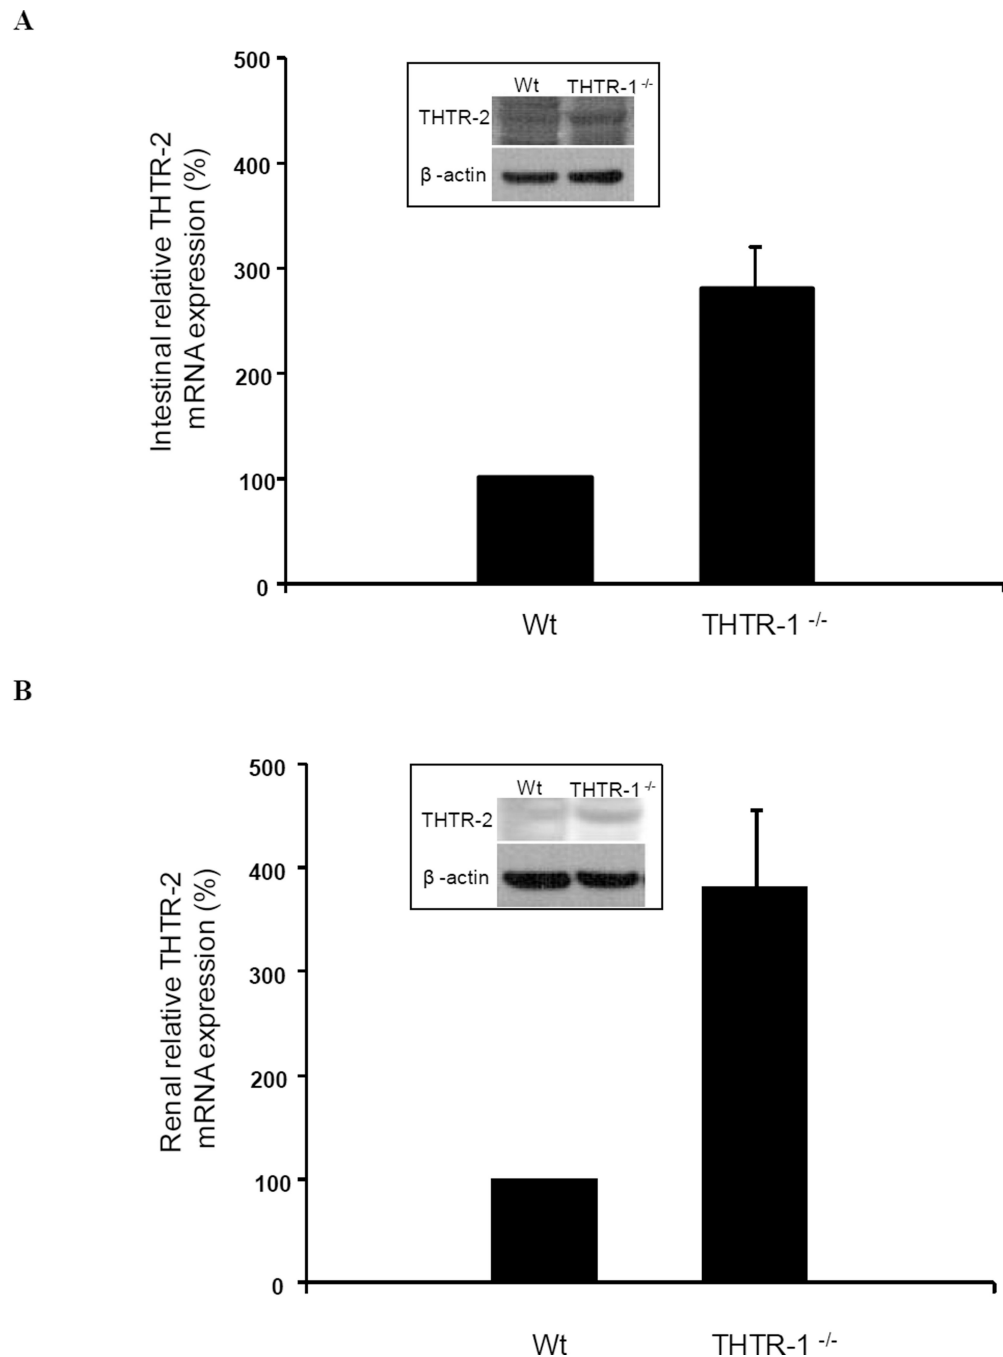 A
500
400
300
200
100
0
Intestinal relative THTR-2
mRNA expression (%)
Wt THTR-1 -/-
THTR-2
β -actin
Wt THTR-1 -/-
B
500
400
300
200
100
0
Renal relative THTR-2
mRNA expression (%)
Wt THTR-1 -/-
THTR-2
β -actin
Wt THTR-1 -/-